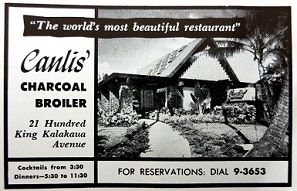 "The world's most beautiful restaurant"
Canlis'
CHARCOAL
BROILER
21 Hundred
King Kalakaua
Avenue
Cocktails from 3:30
Dinners—5:30 to 11:30
FOR RESERVATIONS: DIAL 9-3653